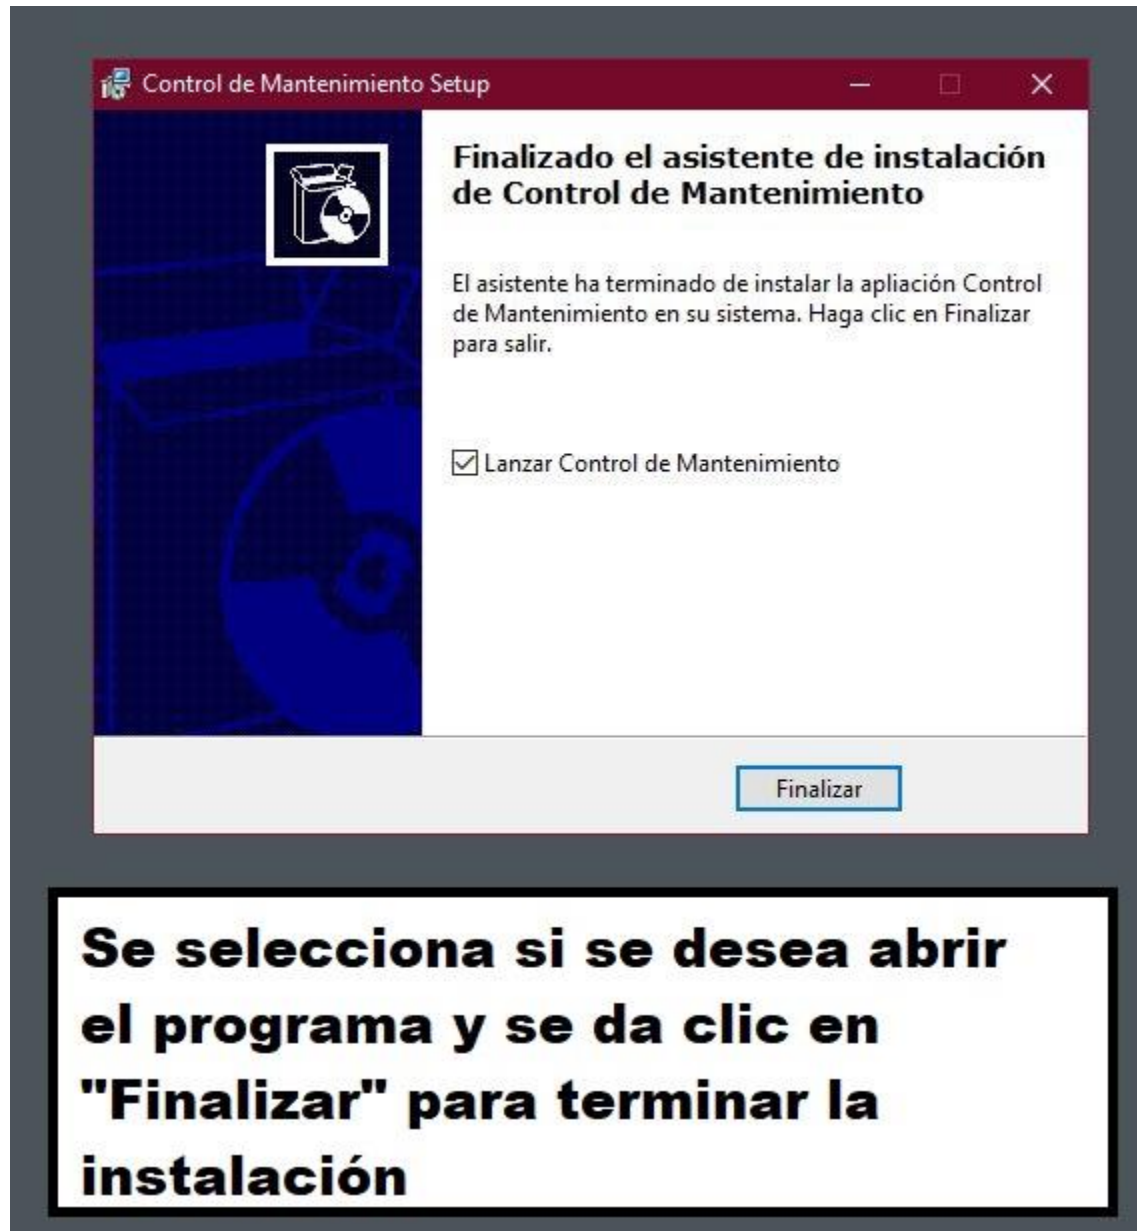 Control de Mantenimiento Setup
Finalizado el asistente de instalación
de Control de Mantenimiento
El asistente ha terminado de instalar la apliación Control
de Mantenimiento en su sistema. Haga clic en Finalizar
para salir.
Lanzar Control de Mantenimiento
Finalizar
Se selecciona si se desea abrir
el programa y se da clic en
"Finalizar" para terminar la
instalación